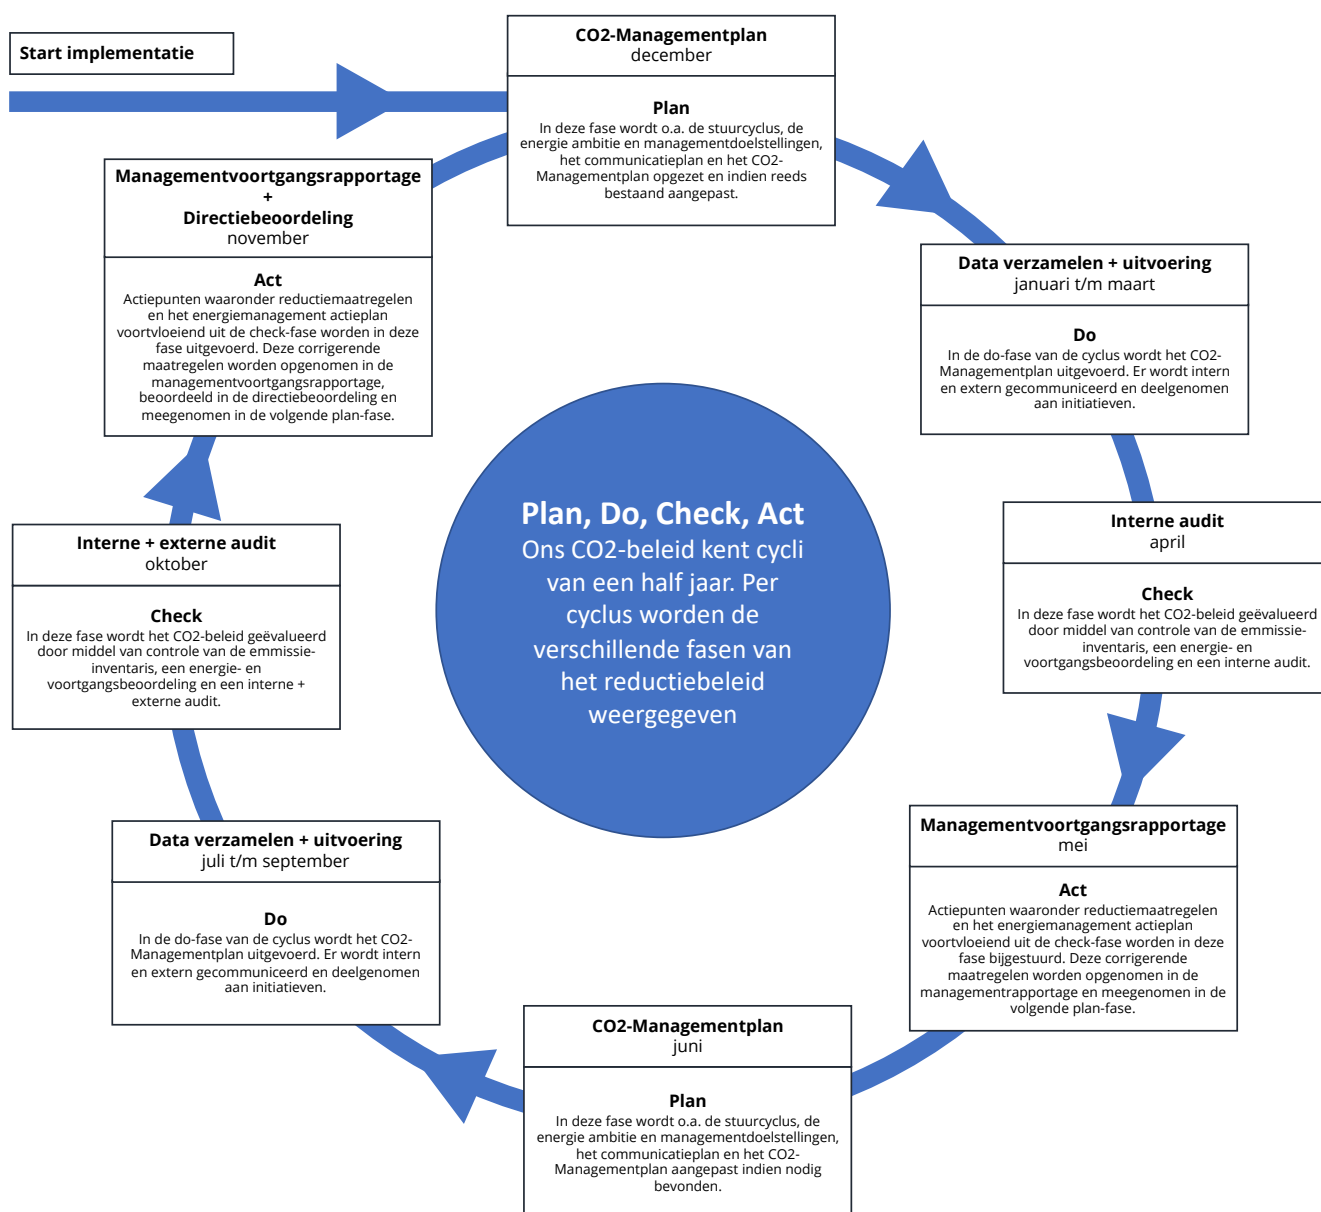 Start implementatie
CO2-Managementplan
december
Plan
In deze fase wordt o.a. de stuurcyclus, de
energie ambitie en managementdoelstellingen,
het communicatieplan en het CO2-
Managementplan opgezet en indien reeds
bestaand aangepast.
Data verzamelen + uitvoering
januari t/m maart
Do
In de do-fase van de cyclus wordt het CO2-
Managementplan uitgevoerd. Er wordt intern
en extern gecommuniceerd en deelgenomen
aan initiatieven.
Interne audit
april
Check
In deze fase wordt het CO2-beleid geëvalueerd
door middel van controle van de emmissie-
inventaris, een energie- en
voortgangsbeoordeling en een interne audit.
Managementvoortgangsrapportage
mei
Act
Actiepunten waaronder reductiemaatregelen
en het energiemanagement actieplan
voortvloeiend uit de check-fase worden in deze
fase bijgestuurd. Deze corrigerende
maatregelen worden opgenomen in de
managementrapportage en meegenomen in de
volgende plan-fase.
CO2-Managementplan
juni
Plan
In deze fase wordt o.a. de stuurcyclus, de
energie ambitie en managementdoelstellingen,
het communicatieplan en het CO2-
Managementplan aangepast indien nodig
bevonden.
Data verzamelen + uitvoering
juli t/m september
Do
In de do-fase van de cyclus wordt het CO2-
Managementplan uitgevoerd. Er wordt intern
en extern gecommuniceerd en deelgenomen
aan initiatieven.
Interne + externe audit
oktober
Check
In deze fase wordt het CO2-beleid geëvalueerd
door middel van controle van de emmissie-
inventaris, een energie- en
voortgangsbeoordeling en een interne +
externe audit.
Managementvoortgangsrapportage
+
Directiebeoordeling
november
Act
Actiepunten waaronder reductiemaatregelen
en het energiemanagement actieplan
voortvloeiend uit de check-fase worden in deze
fase uitgevoerd. Deze corrigerende
maatregelen worden opgenomen in de
managementvoortgangsrapportage,
beoordeeld in de directiebeoordeling en
meegenomen in de volgende plan-fase.
Plan, Do, Check, Act
Ons CO2-beleid kent cycli
van een half jaar. Per
cyclus worden de
verschillende fasen van
het reductiebeleid
weergegeven